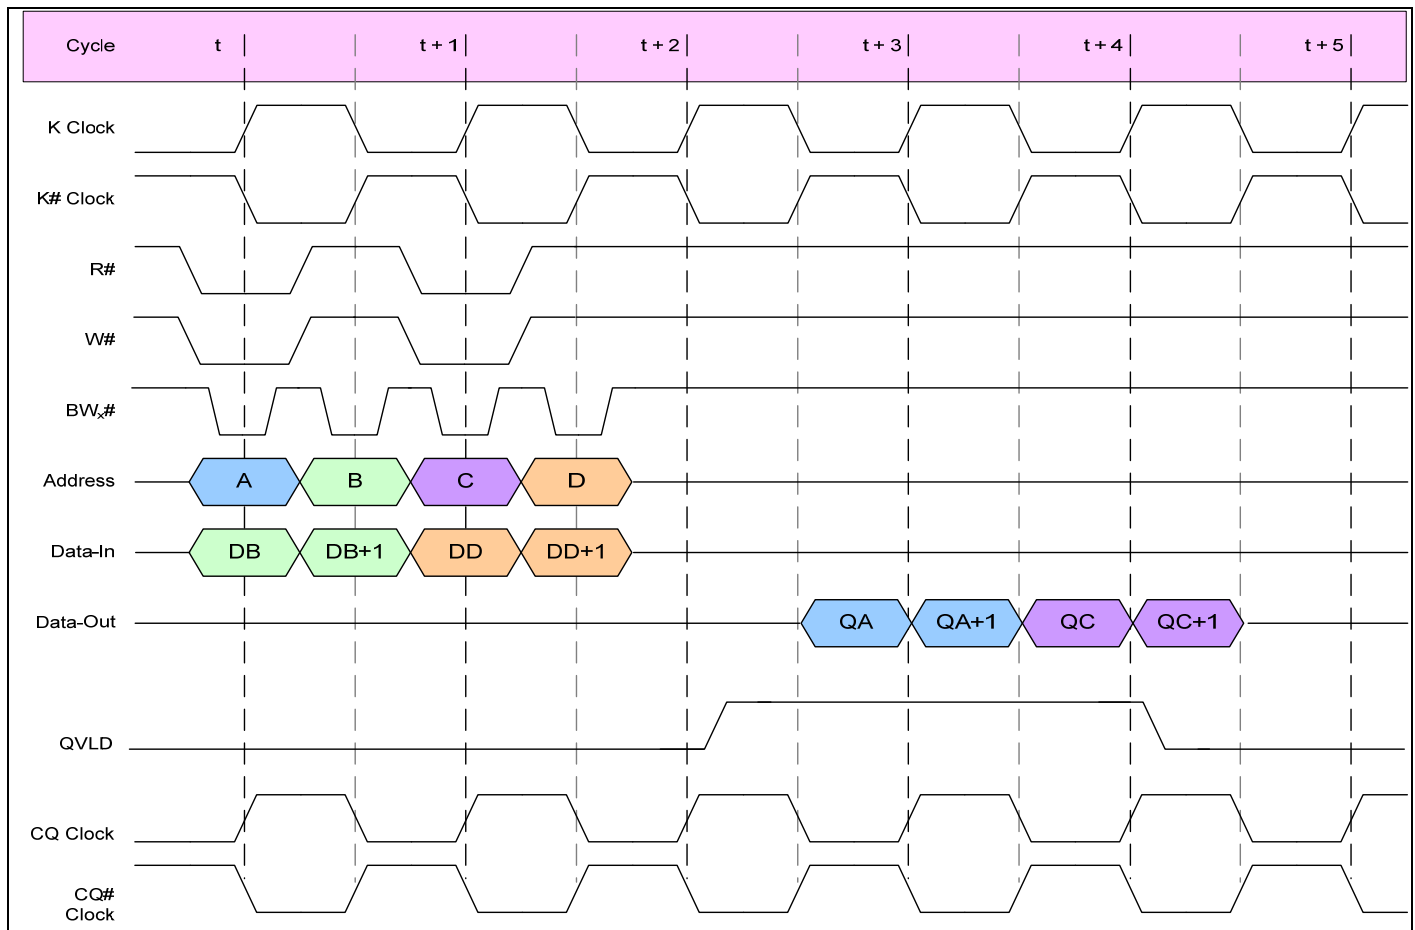 Cycle t t + 1 t + 2 t + 3 t + 4 t + 5
K Clock
K# Clock
R#
W#
BWx#
Address A B C D
Data-In DB DB+1 DD DD+1
Data-Out QA QA+1 QC QC+1
QVLD
CQ Clock
CQ#
Clock